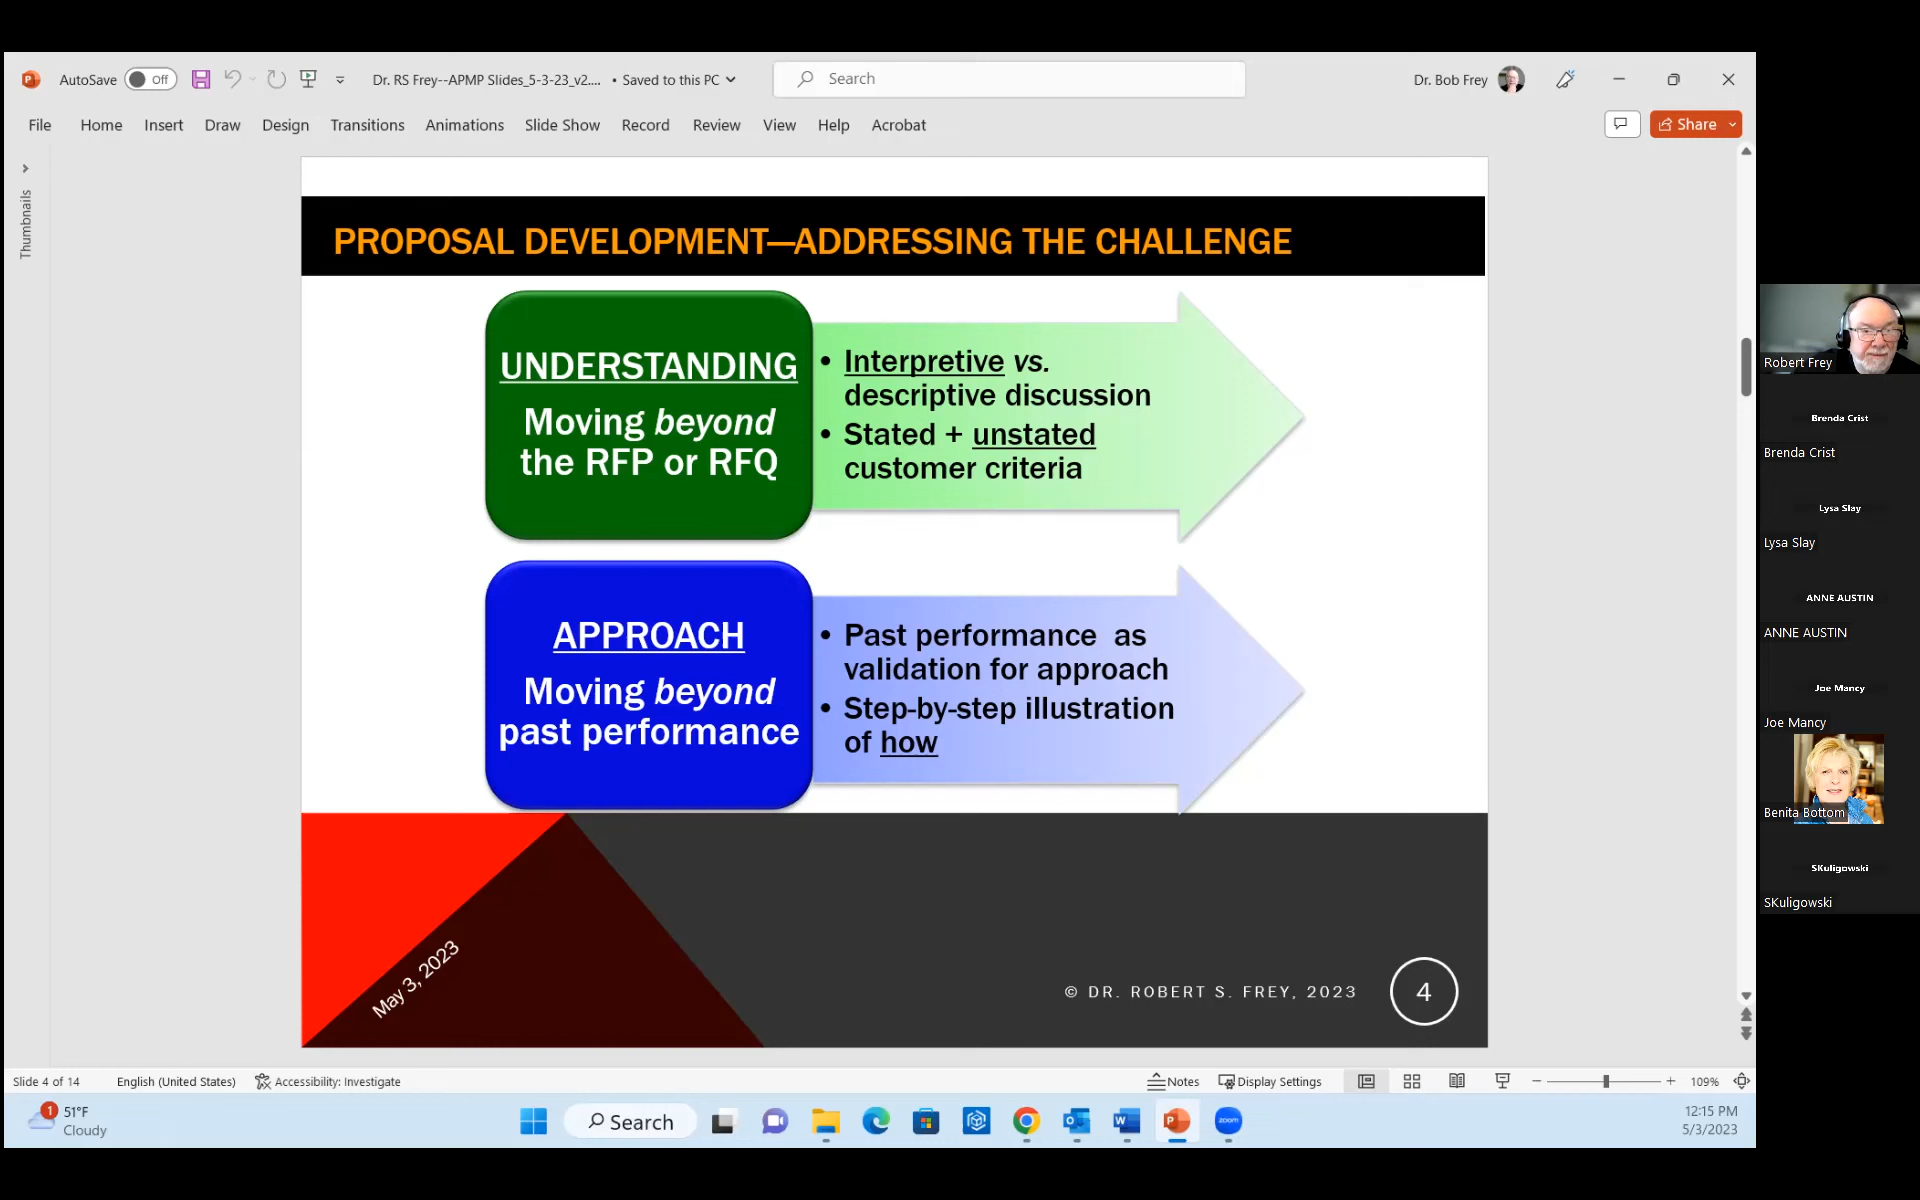 AutoSave Off Dr. RS Frey--APMP Slides_5-3-23_v2.... • Saved to this PC Search Dr. Bob Frey
File Home Insert Draw Design Transitions Animations Slide Show Record Review View Help Acrobat Share
Thumbnails
PROPOSAL DEVELOPMENT—ADDRESSING THE CHALLENGE
UNDERSTANDING
Moving beyond
the RFP or RFQ
• Interpretive vs.
descriptive discussion
• Stated + unstated
customer criteria
APPROACH
Moving beyond
past performance
• Past performance as
validation for approach
• Step-by-step illustration
of how
May 3, 2023
© DR. ROBERT S. FREY, 2023
4
Robert Frey
Brenda Crist
Brenda Crist
Lysa Slay
Lysa Slay
ANNE AUSTIN
ANNE AUSTIN
Joe Mancy
Joe Mancy
Benita Bottom
SKuligowski
SKuligowski
Slide 4 of 14 English (United States) Accessibility: Investigate Notes Display Settings 109%
1
51°F
Cloudy
Search
zoom
12:15 PM
5/3/2023